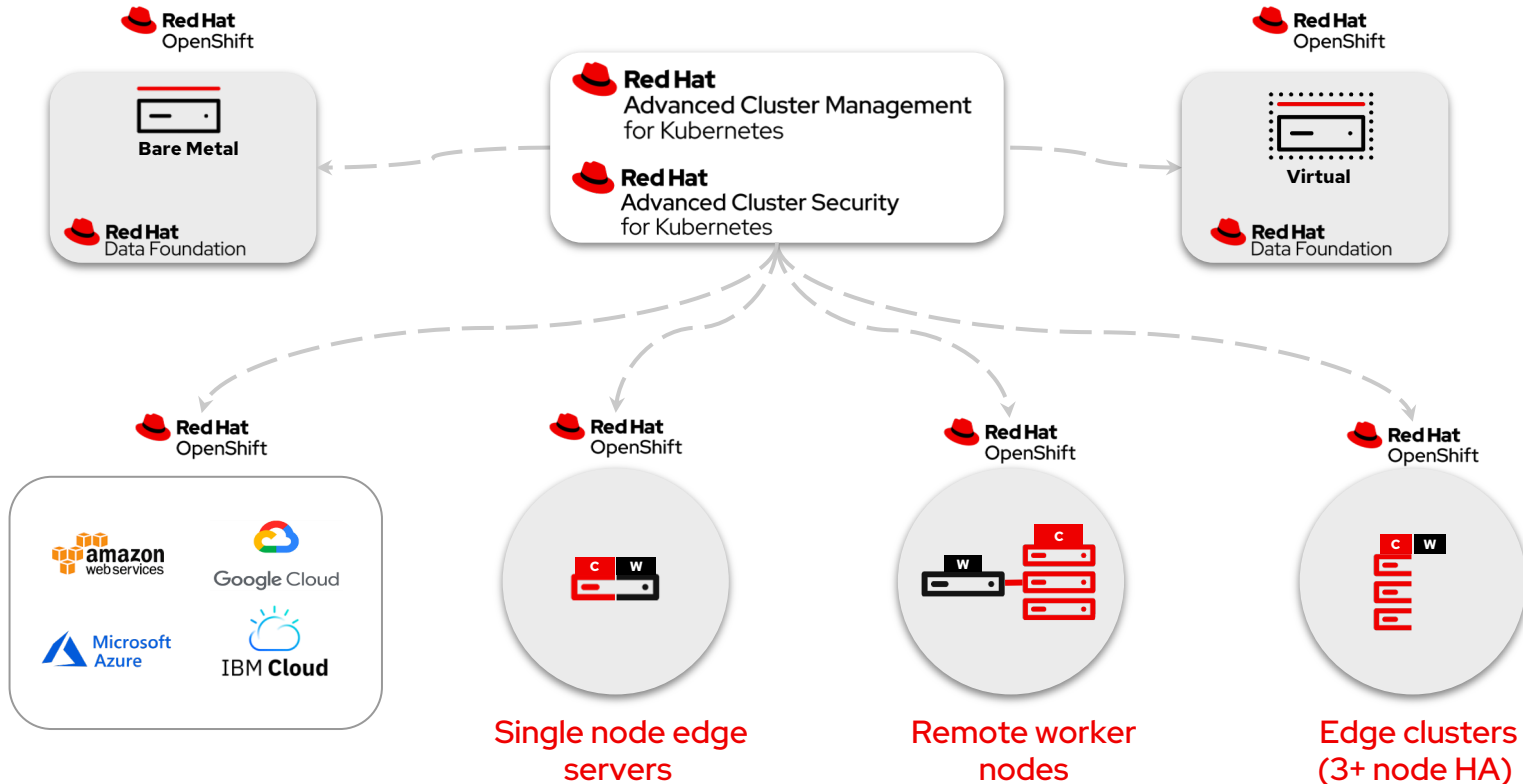 Red Hat
OpenShift
Bare Metal
Red Hat
Data Foundation
Red Hat
Advanced Cluster Management
for Kubernetes
Red Hat
Advanced Cluster Security
for Kubernetes
Red Hat
OpenShift
Virtual
Red Hat
Data Foundation
Red Hat
OpenShift
amazon
web services
Google Cloud
Microsoft
Azure
IBM Cloud
Red Hat
OpenShift
C W
Single node edge
servers
Red Hat
OpenShift
W
C
Remote worker
nodes
Red Hat
OpenShift
C W
Edge clusters
(3+ node HA)